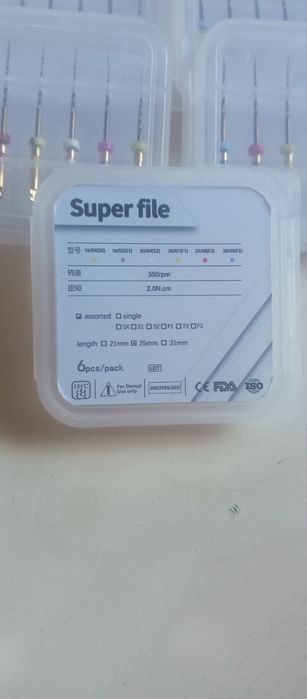 Super file
型号 19/04(SX) 18/02(S1) 20/04(S2) 20/07(F1) 25/08(F2) 30/09(F3)
转速 350rpm
扭矩 2.0N.cm
☑ assorted ☐ single
☐ SX ☐ S1 ☐ S2 ☐ F1 ☐ F2 ☐ F3
length: ☐ 21mm ☑ 25mm ☐ 31mm
6pcs/pack LOT
For Dental Use only UNSTERILISED CE FDA ISO